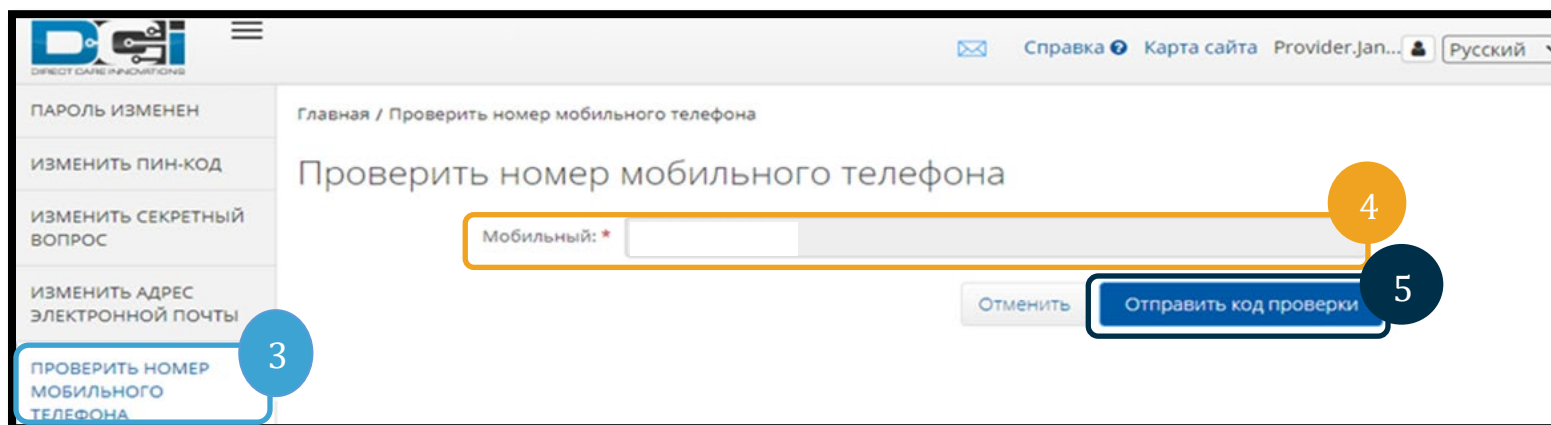 DCi
DIRECT CARE INNOVATIONS
Справка ? Карта сайта Provider.Jan... Русский
ПАРОЛЬ ИЗМЕНЕН
ИЗМЕНИТЬ ПИН-КОД
ИЗМЕНИТЬ СЕКРЕТНЫЙ
ВОПРОС
ИЗМЕНИТЬ АДРЕС
ЭЛЕКТРОННОЙ ПОЧТЫ
ПРОВЕРИТЬ НОМЕР
МОБИЛЬНОГО
ТЕЛЕФОНА
3
Главная / Проверить номер мобильного телефона
Проверить номер мобильного телефона
Мобильный: *
4
Отменить Отправить код проверки
5